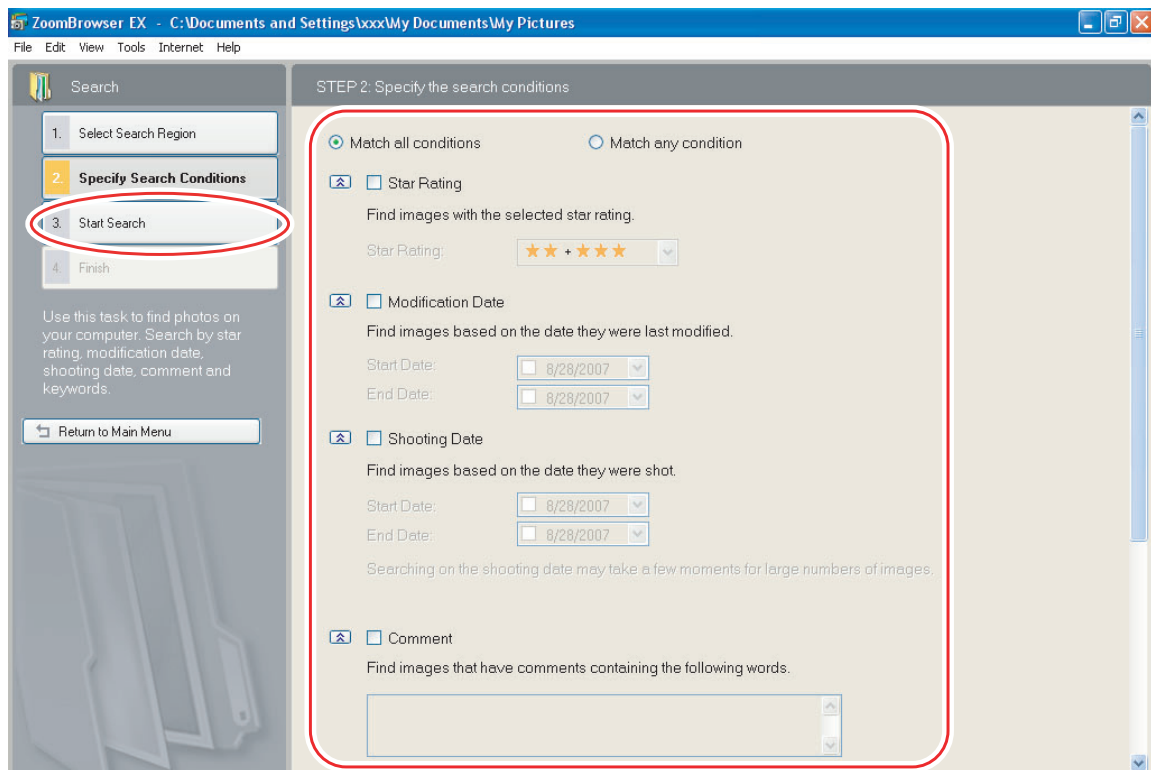 ZoomBrowser EX - C:\Documents and Settings\xxx\My Documents\My Pictures
File Edit View Tools Internet Help
Search
1. Select Search Region
2. Specify Search Conditions
3. Start Search
4. Finish
Use this task to find photos on
your computer. Search by star
rating, modification date,
shooting date, comment and
keywords.
Return to Main Menu
STEP 2: Specify the search conditions
Match all conditions Match any condition
Star Rating
Find images with the selected star rating.
Star Rating: ★★ + ★★★
Modification Date
Find images based on the date they were last modified.
Start Date: 8/28/2007
End Date: 8/28/2007
Shooting Date
Find images based on the date they were shot.
Start Date: 8/28/2007
End Date: 8/28/2007
Searching on the shooting date may take a few moments for large numbers of images.
Comment
Find images that have comments containing the following words.